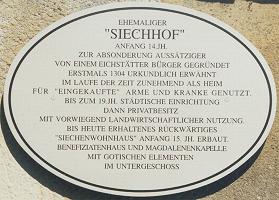 EHEMALIGER
"SIECHHOF"
ANFANG 14.JH.
ZUR ABSONDERUNG AUSSÄTZIGER
VON EINEM EICHSTÄTTER BÜRGER GEGRÜNDET
ERSTMALS 1304 URKUNDLICH ERWÄHNT
IM LAUFE DER ZEIT ZUNEHMEND ALS HEIM
FÜR "EINGEKAUFTE" ARME UND KRANKE GENUTZT.
BIS ZUM 19.JH. STÄDTISCHE EINRICHTUNG
DANN PRIVATBESITZ
MIT VORWIEGEND LANDWIRTSCHAFTLICHER NUTZUNG.
BIS HEUTE ERHALTENES RÜCKWÄRTIGES
"SIECHENWOHNHAUS" ANFANG 15. JH. ERBAUT.
BENEFIZIATENHAUS UND MAGDALENENKAPELLE
MIT GOTISCHEN ELEMENTEN
IM UNTERGESCHOSS